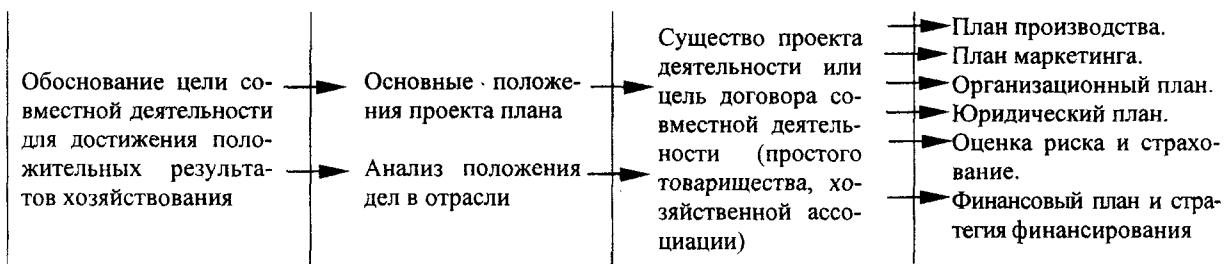 Обоснование цели со-
вместной деятельности
для достижения поло-
жительных результа-
тов хозяйствования
Основные положе-
ния проекта плана
Анализ положения
дел в отрасли
Существо проекта
деятельности или
цель договора со-
вместной деятель-
ности (простого
товарищества, хо-
зяйственной ассо-
циации)
План производства.
План маркетинга.
Организационный план.
Юридический план.
Оценка риска и страхо-
вание.
Финансовый план и стра-
тегия финансирования